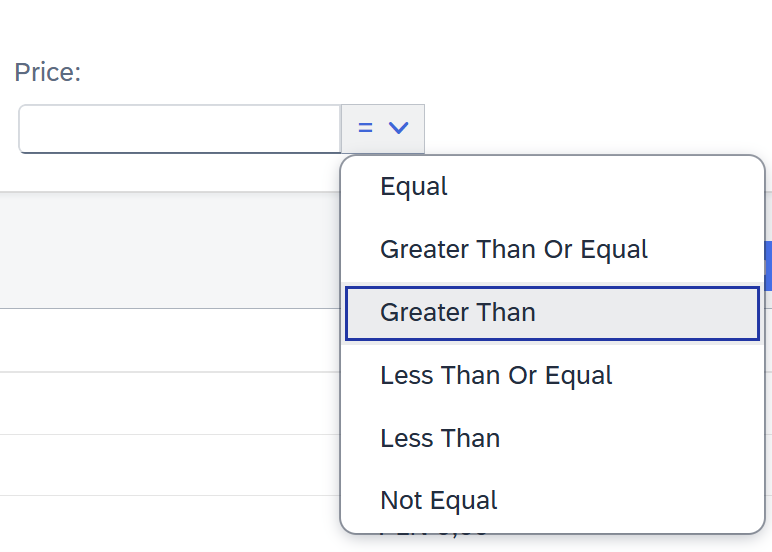 Price:
=
Equal
Greater Than Or Equal
Greater Than
Less Than Or Equal
Less Than
Not Equal